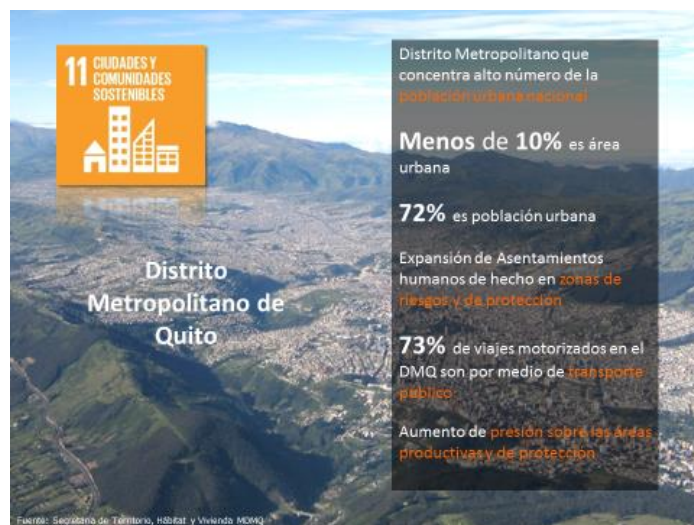 11 CIUDADES Y
COMUNIDADES
SOSTENIBLES
Distrito
Metropolitano de
Quito
Distrito Metropolitano que
concentra alto número de la
población urbana nacional
Menos de 10% es área
urbana
72% es población urbana
Expansión de Asentamientos
humanos de hecho en zonas de
riesgos y de protección
73% de viajes motorizados en el
DMQ son por medio de transporte
público
Aumento de presión sobre las áreas
productivas y de protección
Fuente: Secretaría de Territorio, Hábitat y Vivienda MDMQ